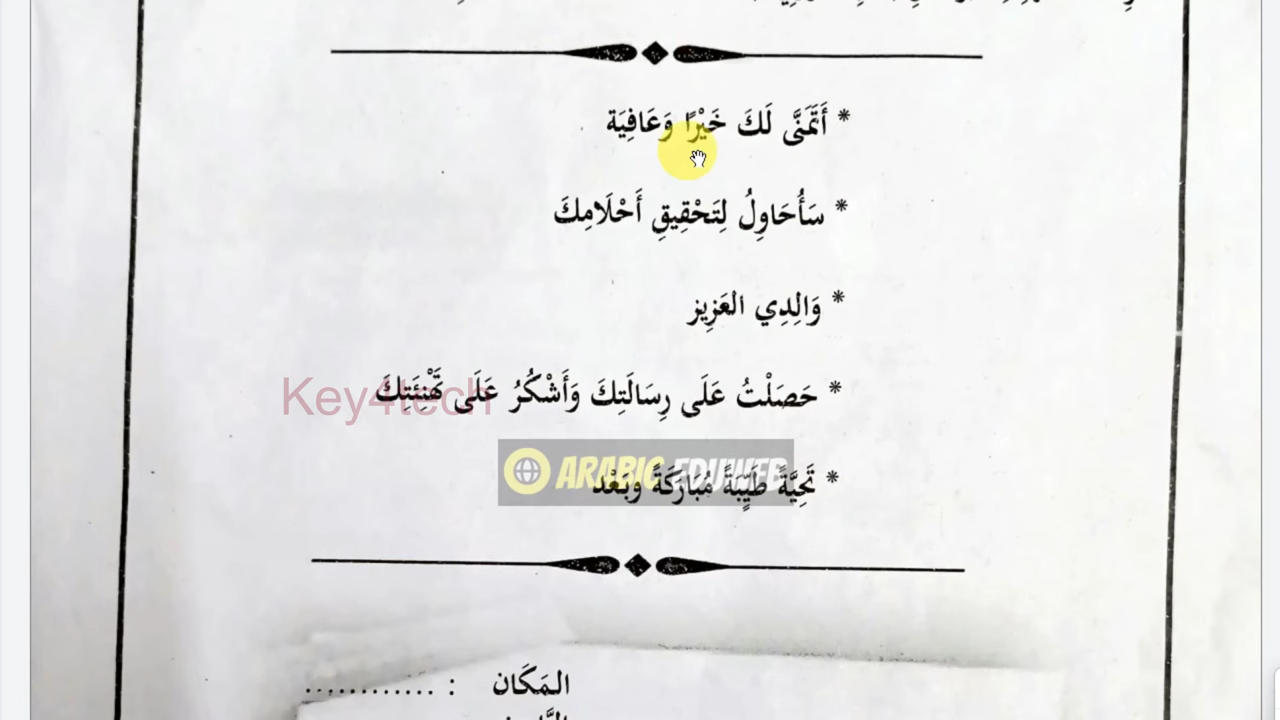 * أَتَمَنَّى لَكَ خَيْرًا وَعَافِيَة
* سَأُحَاوِلُ لِتَحْقِيقِ أَحْلَامِكَ
* وَالِدِي العَزِيز
* حَصَلْتُ عَلَى رِسَالَتِكَ وَأَشْكُرُ عَلَى تَهْنِئَتِكَ
Key4tech
ARABIC EDUWEB
* تَحِيَّةً طَيِّبَةً مُبَارَكَةً وَبَعْد
المَكَان : ............